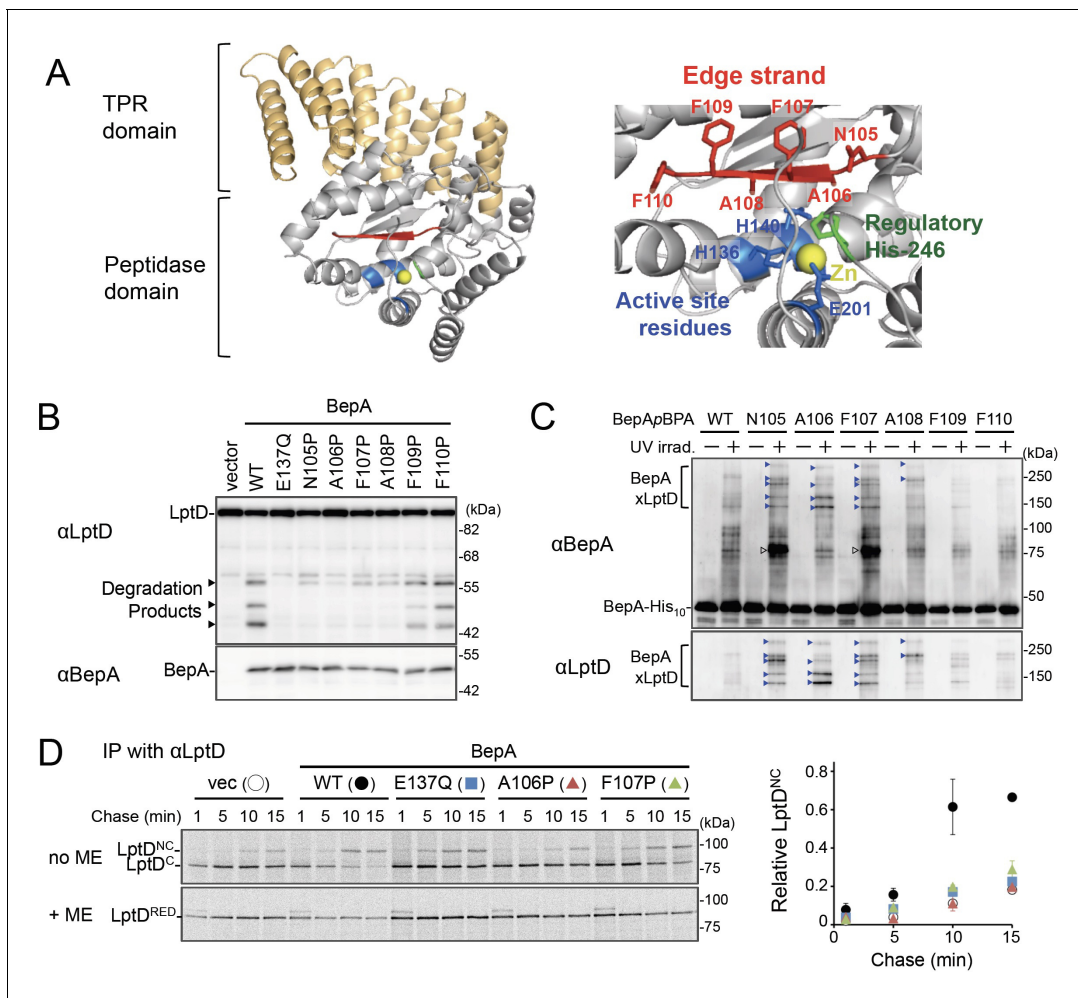 A
TPR
domain
Peptidase
domain
Edge strand
F109
F107
N105
F110
A108
A106
H140
H136
Regulatory
His-246
Zn
Active site
residues
E201
B
BepA
vector
WT
E137Q
N105P
A106P
F107P
A108P
F109P
F110P
αLptD
LptD-
(kDa)
-82
-68
-55
-42
Degradation
Products
αBepA
BepA-
-55
-42
C
BepApBPA WT N105 A106 F107 A108 F109 F110
UV irrad. − + − + − + − + − + − + − +
(kDa)
BepA
xLptD
-250
-150
-100
-75
-50
αBepA
BepA-His10-
αLptD
BepA
xLptD
-250
-150
D
IP with αLptD
BepA
vec (○) WT (●) E137Q (■) A106P (▲) F107P (▲)
Chase (min) 1 5 10 15 1 5 10 15 1 5 10 15 1 5 10 15 1 5 10 15
(kDa)
no ME
LptDNC
LptDC
-100
-75
+ ME
LptDRED
-100
-75
Relative LptDNC
0.8
0.6
0.4
0.2
0
0 5 10 15
Chase (min)